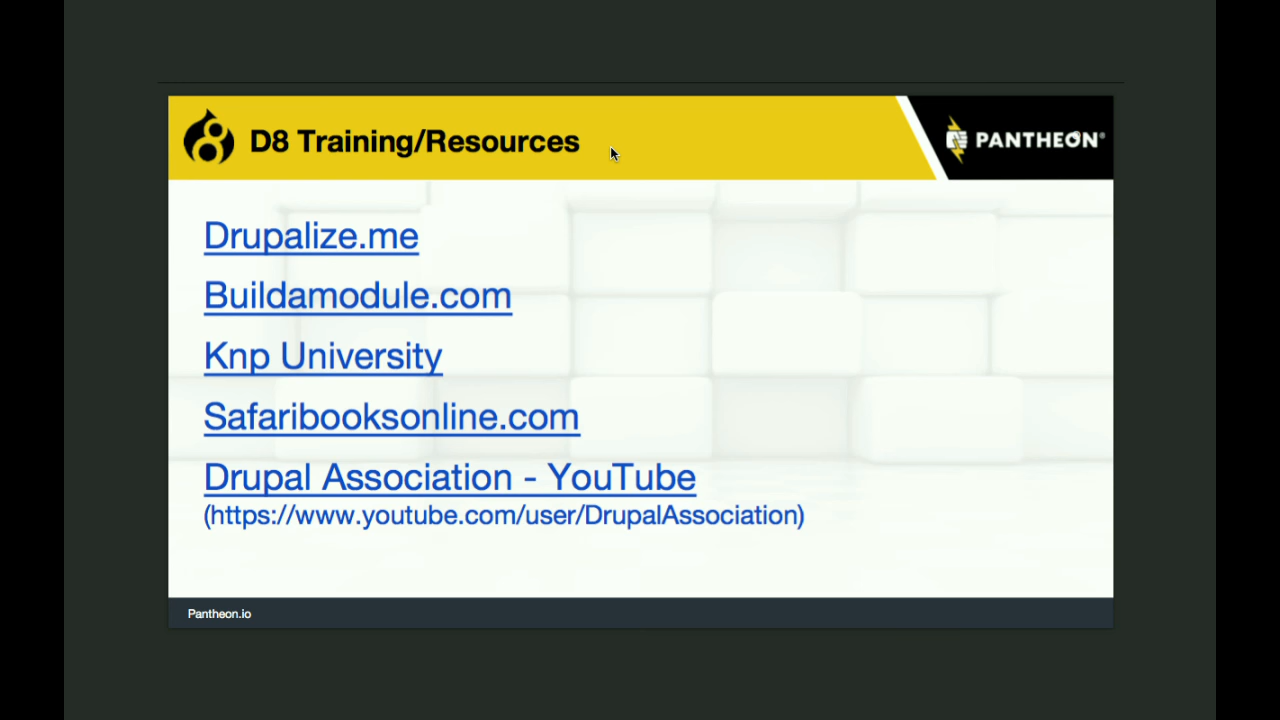 D8 Training/Resources
PANTHEON®
Drupalize.me
Buildamodule.com
Knp University
Safaribooksonline.com
Drupal Association - YouTube
(https://www.youtube.com/user/DrupalAssociation)
Pantheon.io